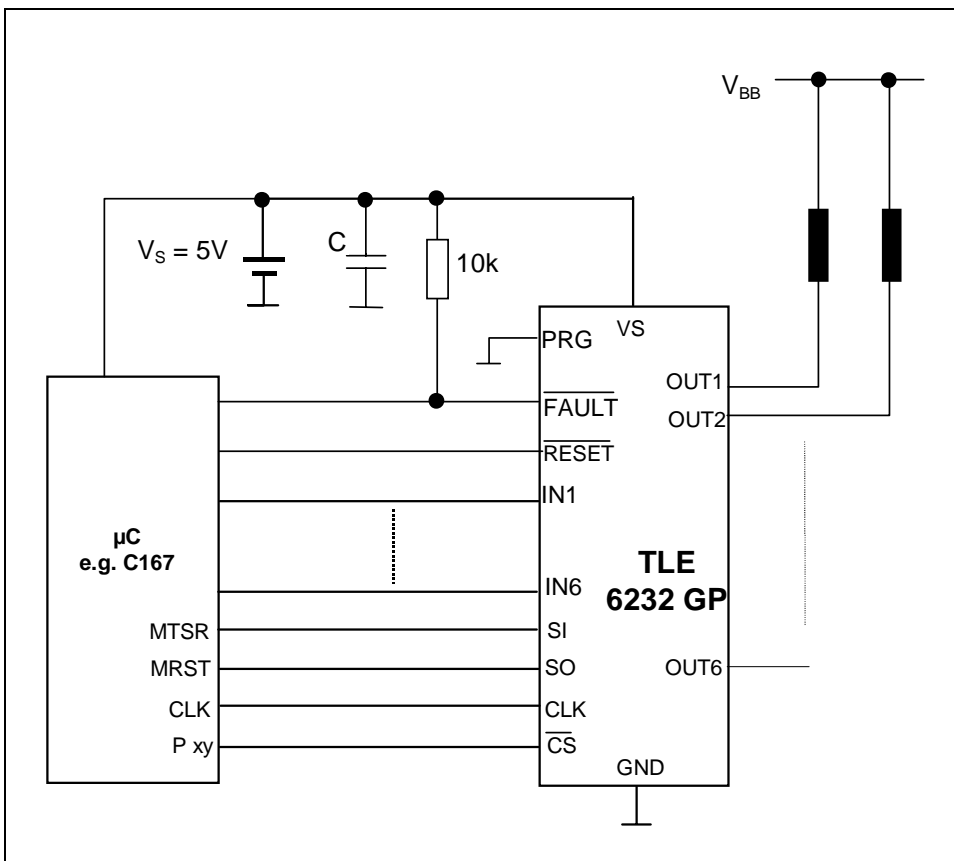 V_BB
V_S = 5V
C
10k
PRG
VS
OUT1
FAULT
OUT2
RESET
IN1
µC
e.g. C167
TLE
6232 GP
IN6
MTSR
SI
MRST
SO
OUT6
CLK
CLK
P xy
CS
GND